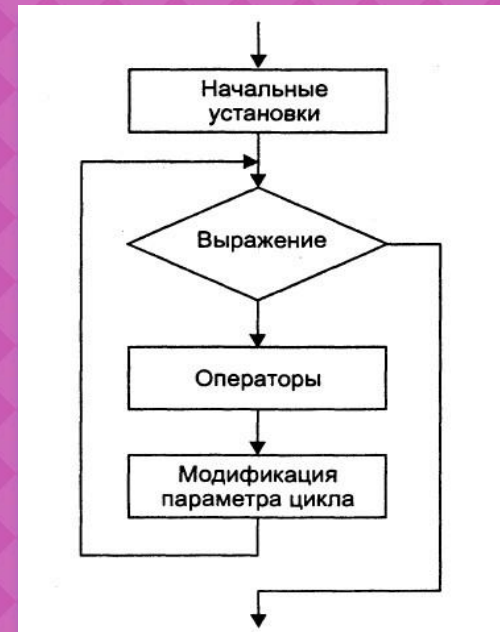 Начальные
установки
Выражение
Операторы
Модификация
параметра цикла